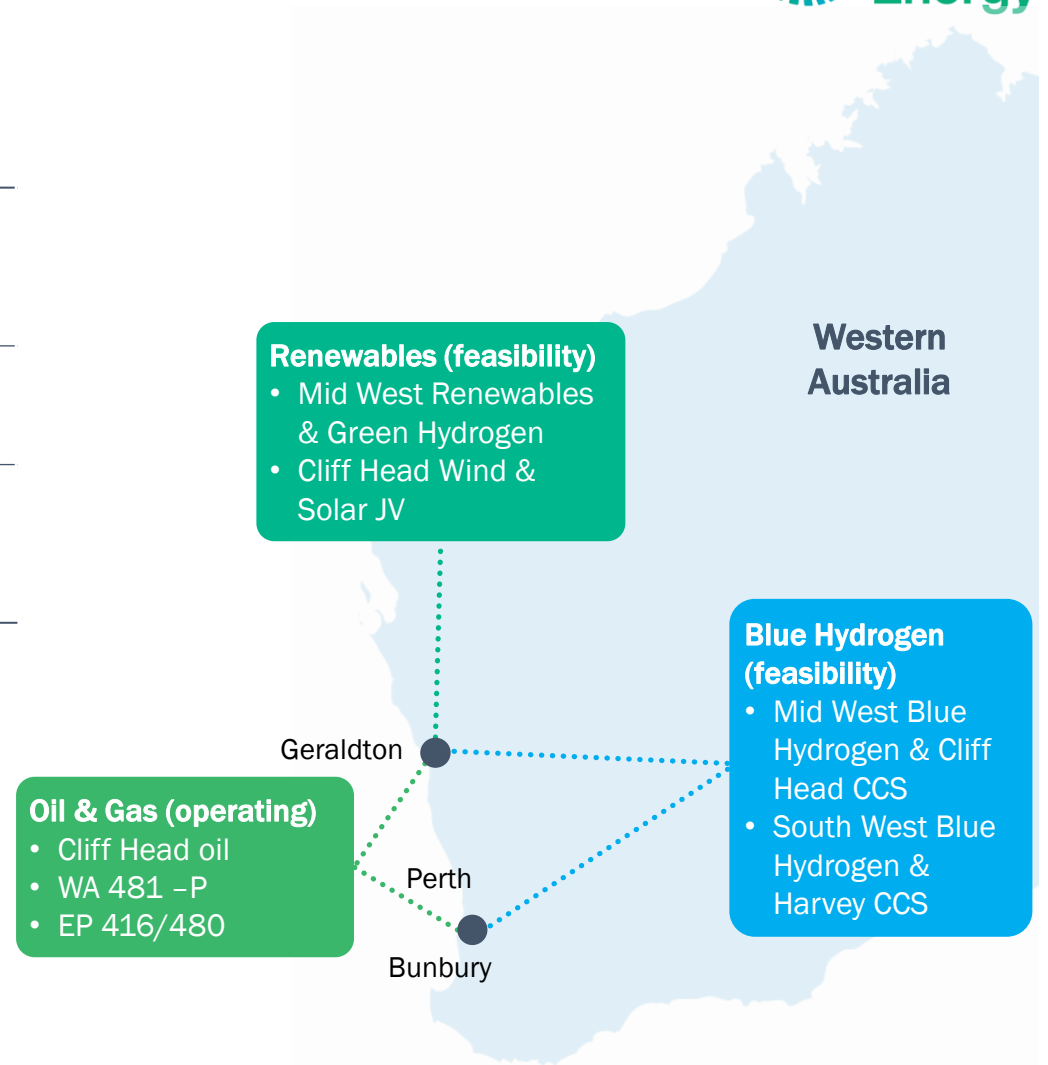 Energy
Western
Australia
Renewables (feasibility)
• Mid West Renewables
& Green Hydrogen
• Cliff Head Wind &
Solar JV
Blue Hydrogen
(feasibility)
• Mid West Blue
Hydrogen & Cliff
Head CCS
• South West Blue
Hydrogen &
Harvey CCS
Geraldton
Oil & Gas (operating)
• Cliff Head oil
• WA 481 –P
• EP 416/480
Perth
Bunbury